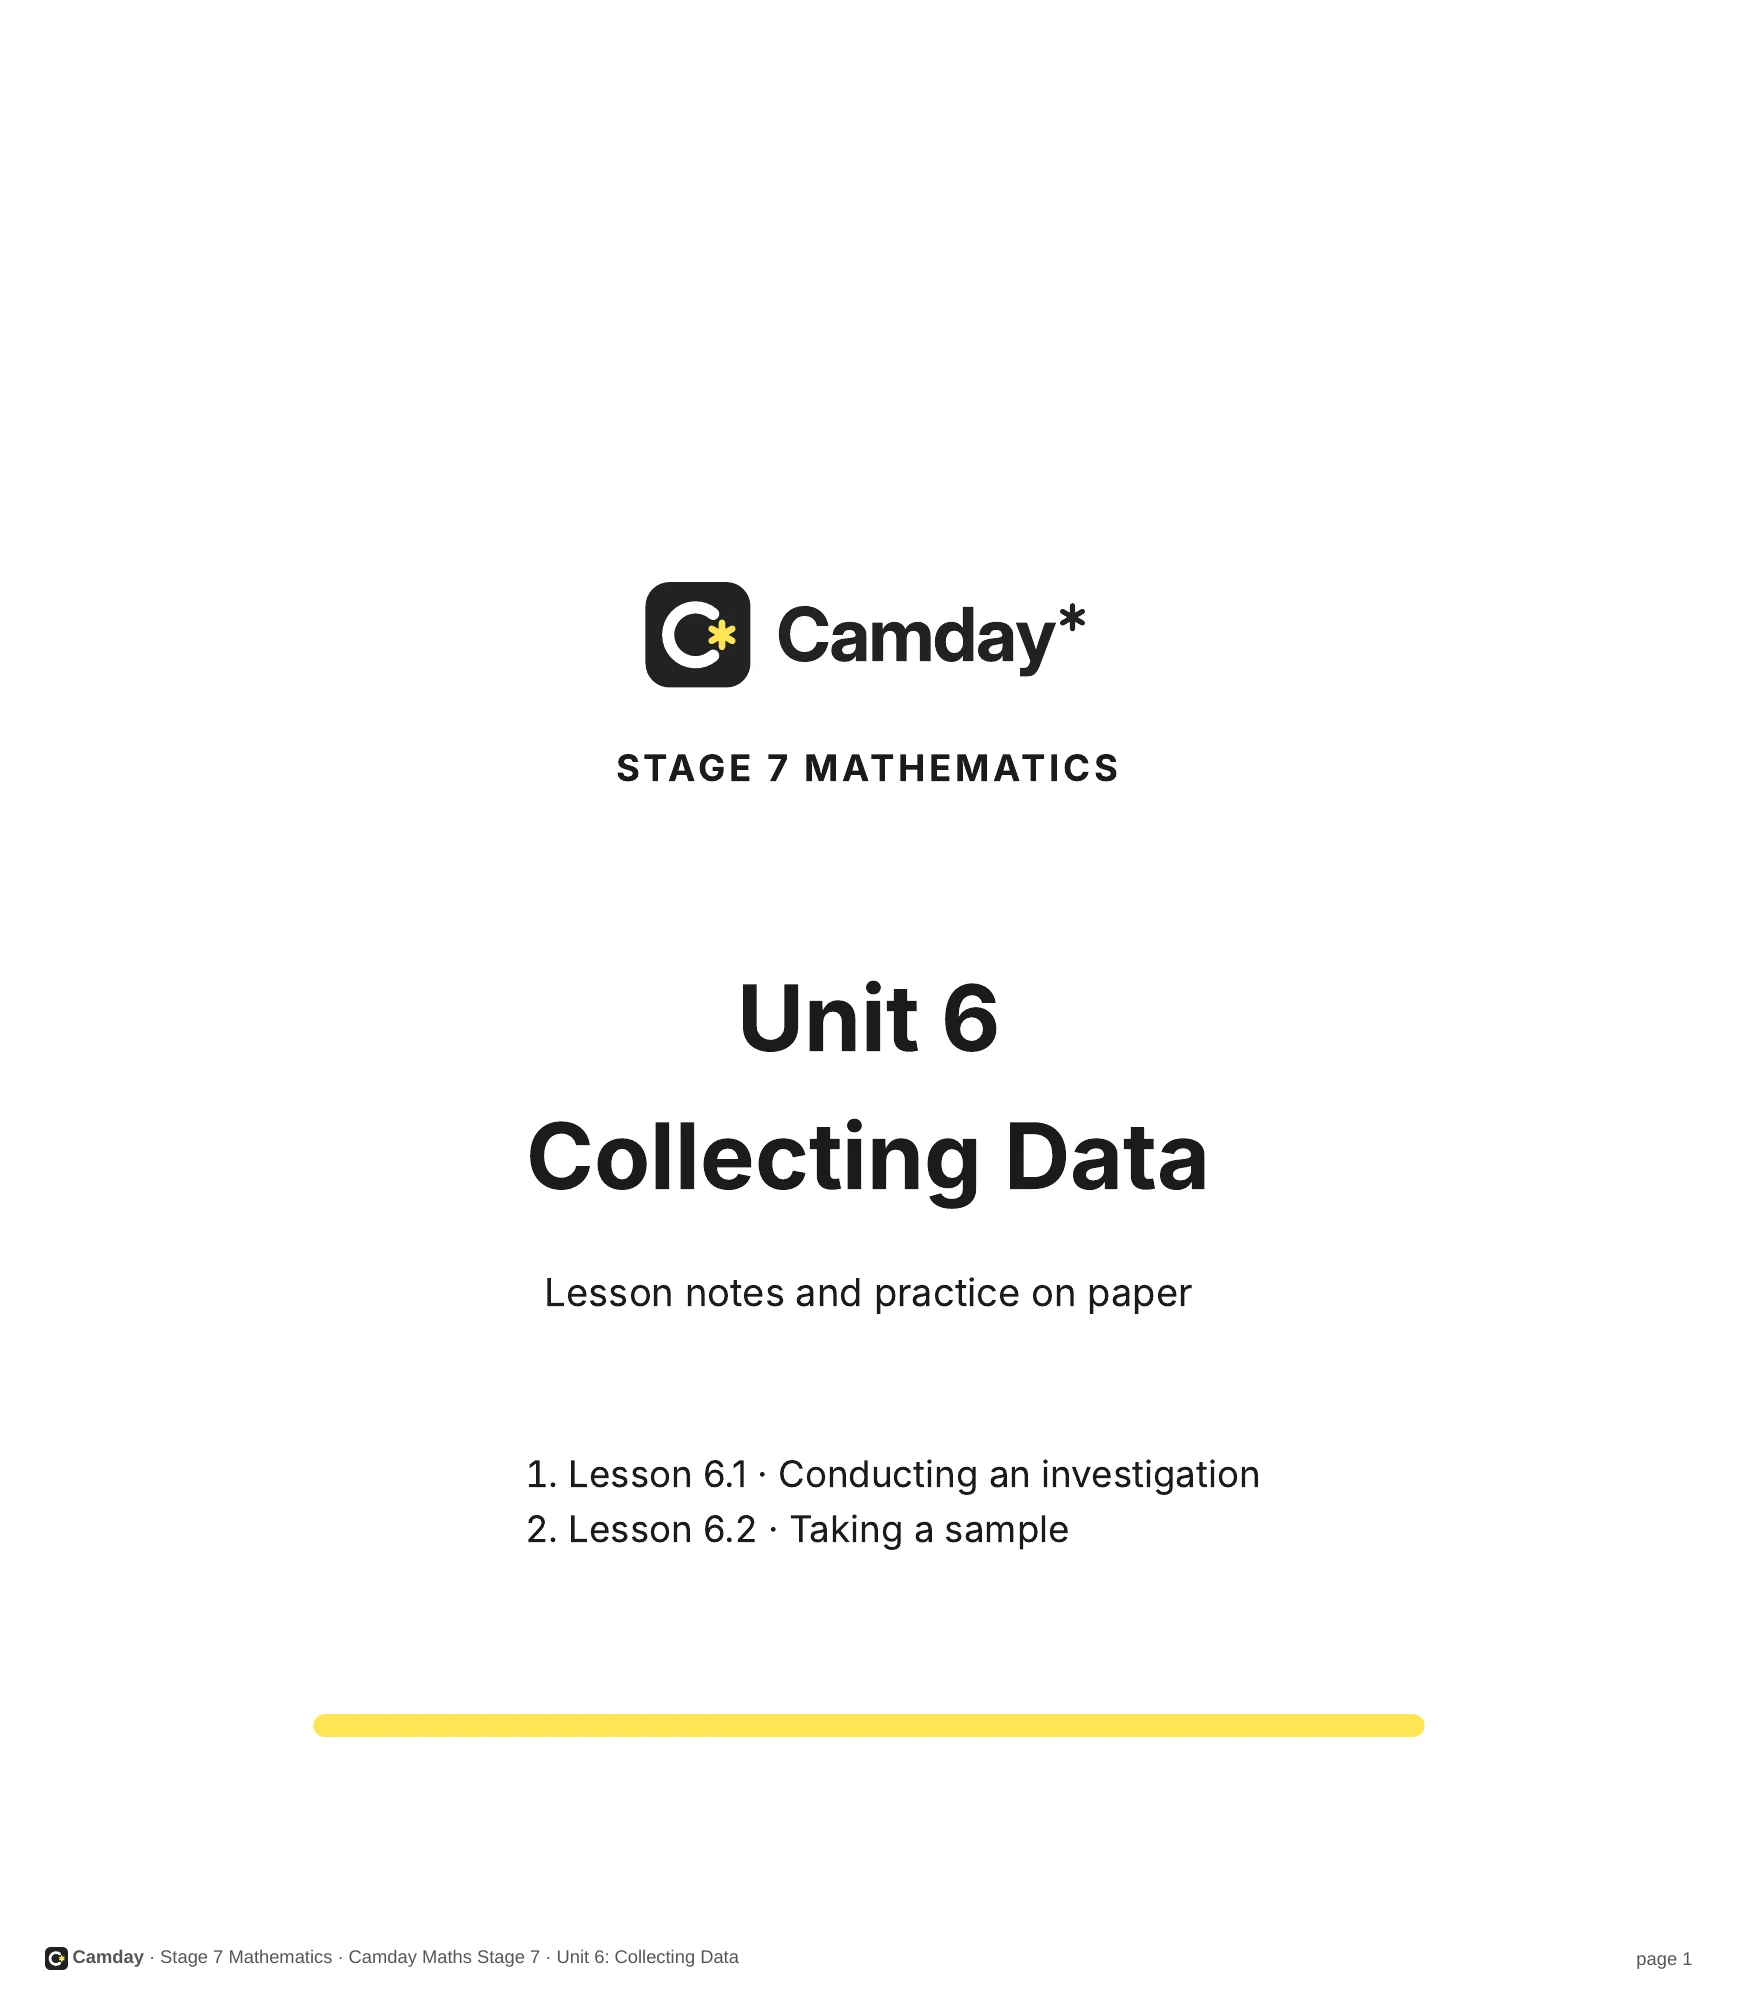 Camday*
STAGE 7 MATHEMATICS
Unit 6
Collecting Data
Lesson notes and practice on paper
1. Lesson 6.1 · Conducting an investigation
2. Lesson 6.2 · Taking a sample
Camday · Stage 7 Mathematics · Camday Maths Stage 7 · Unit 6: Collecting Data
page 1